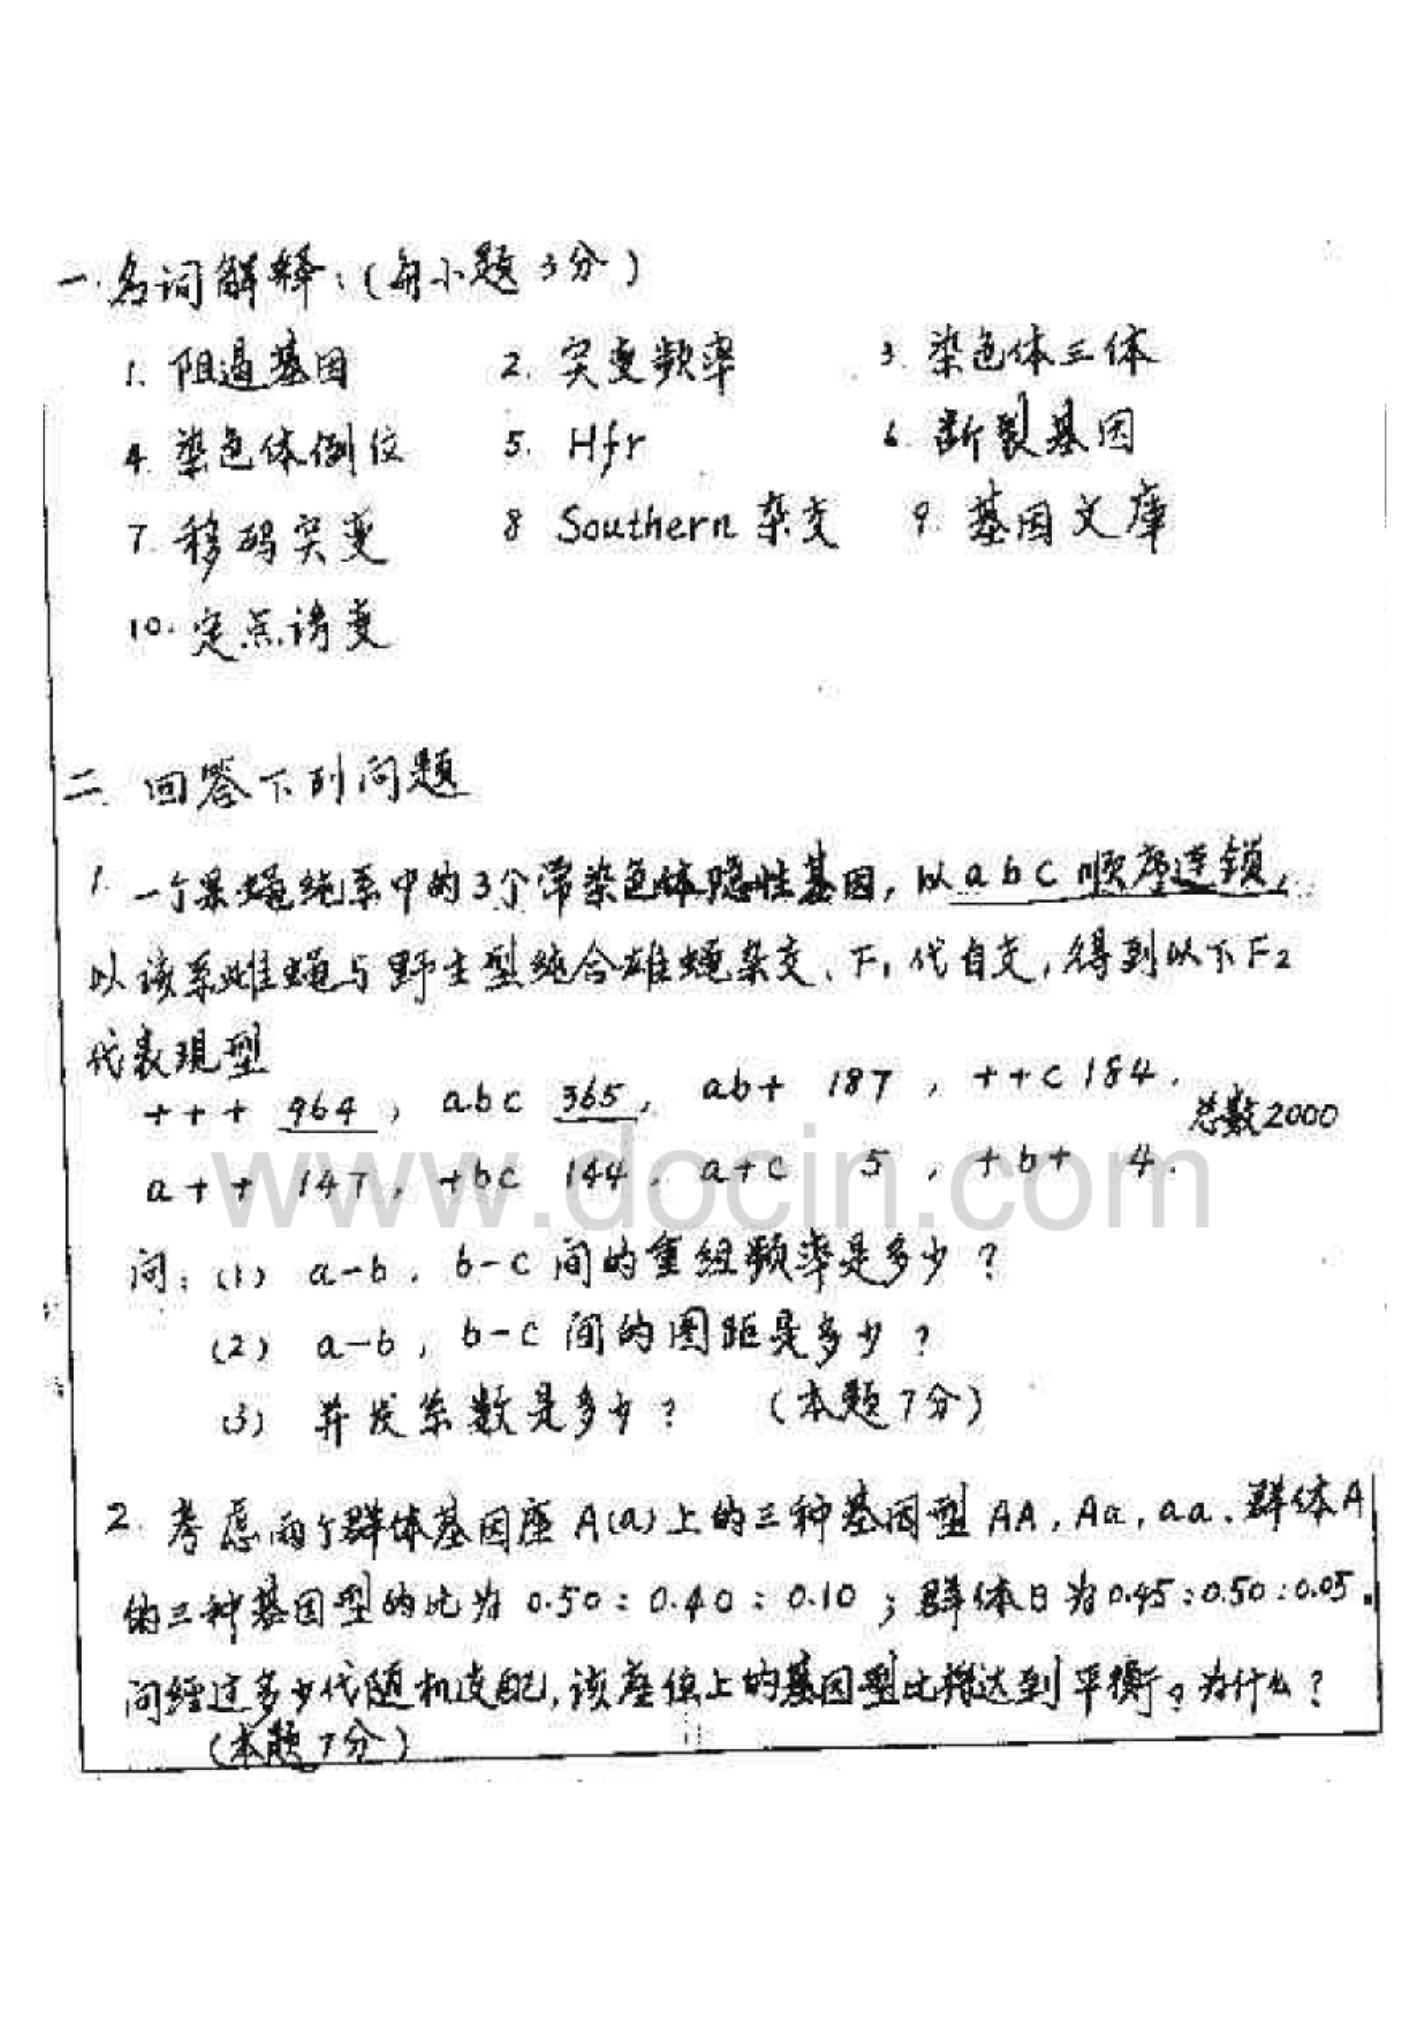 一. 名词解释：(每小题3分)
1. 阻遏基因 2. 突变频率 3. 染色体三体
4. 染色体倒位 5. Hfr 6. 断裂基因
7. 移码突变 8 Southern 杂交 9. 基因文庫
10. 定点诱变
二. 回答下列问题
1. 一个果蝇纯系中的3个常染色体隐性基因，以abc顺序连锁，
以该系雌蝇与野生型纯合雄蝇杂交，F₁代自交，得到以下F2
代表現型
+++ 964, abc 365, ab+ 187, ++c 184.
总数2000
a++ 147, +bc 144, a+c 5, +b+ 4.
www.docin.com
问：(1) a-b, b-c 间的重组频率是多少？
(2) a-b, b-c 间的图距是多少？
(3) 并发系数是多少？ (本题7分)
2. 考虑两个群体基因座A(a)上的三种基因型AA, Aa, aa. 群体A
的三种基因型的比为0.50：0.40：0.10；群体B为0.45：0.50：0.05.
问经过多少代随机交配，该座位上的基因型比将达到平衡。为什么？
(本题7分)